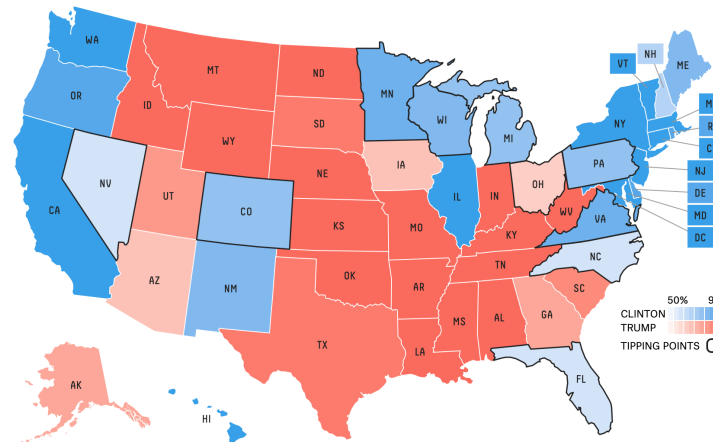 WA
NH
VT
ME
MT
ND
OR
MN
ID
SD
WI
MI
NY
WY
IA
PA
NJ
NV
UT
NE
IL
IN
OH
DE
CA
CO
KS
MO
WV
VA
MD
KY
DC
AZ
NM
OK
AR
TN
NC
SC
TX
MS
AL
GA
LA
FL
AK
HI
50%
CLINTON
TRUMP
TIPPING POINTS